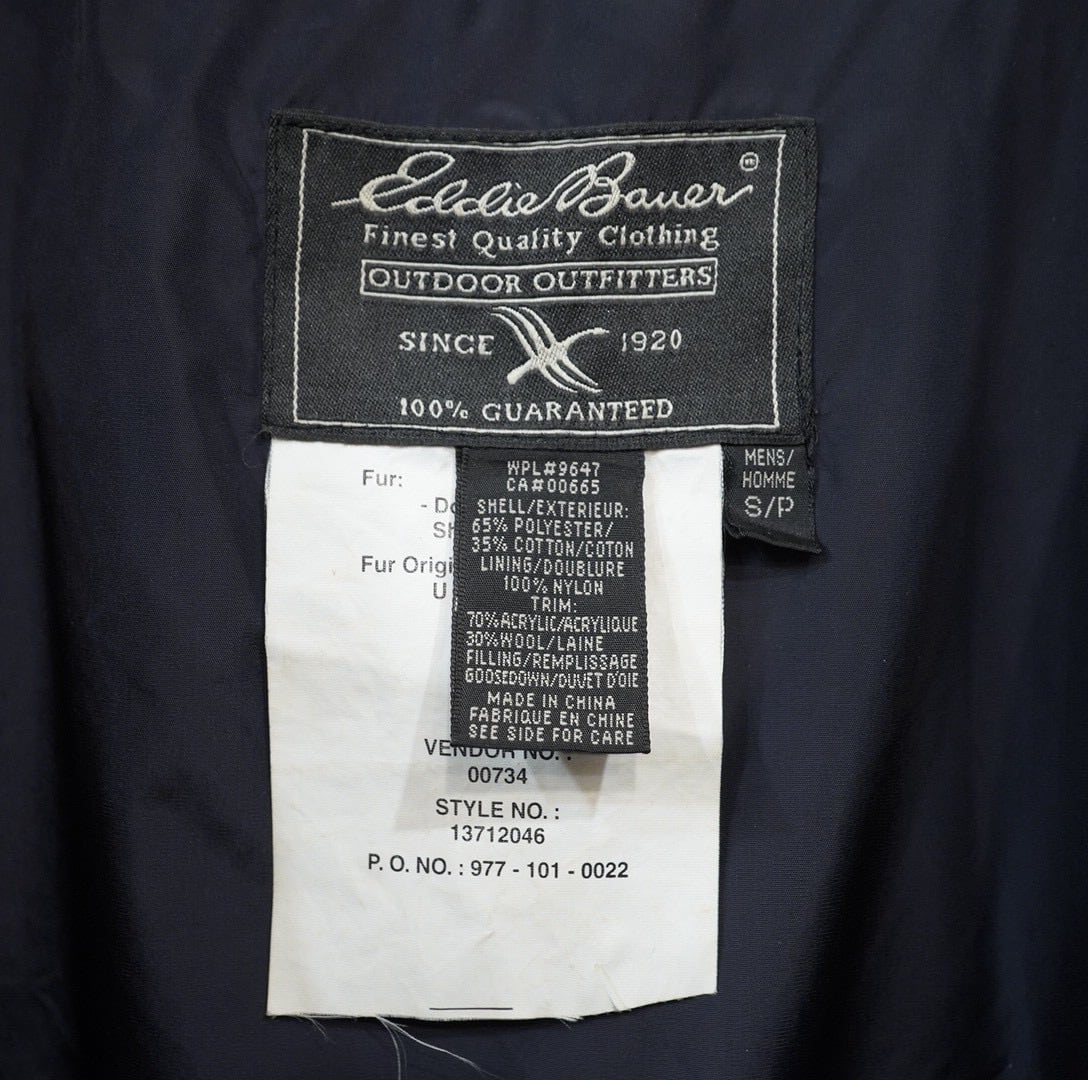 Eddie Bauer ®
Finest Quality Clothing
OUTDOOR OUTFITTERS
SINCE 1920
100% GUARANTEED
MENS/
HOMME
S/P
WPL#9647
CA#00665
SHELL/EXTERIEUR:
65% POLYESTER/
35% COTTON/COTON
LINING/DOUBLURE
100% NYLON
TRIM:
70%ACRYLIC/ACRYLIQUE
30%WOOL/LAINE
FILLING/REMPLISSAGE
GOOSEDOWN/DUVET D'OIE
MADE IN CHINA
FABRIQUE EN CHINE
SEE SIDE FOR CARE
Fur:
Fur
VENDOR NO. :
00734
STYLE NO. :
13712046
P. O. NO. : 977 - 101 - 0022